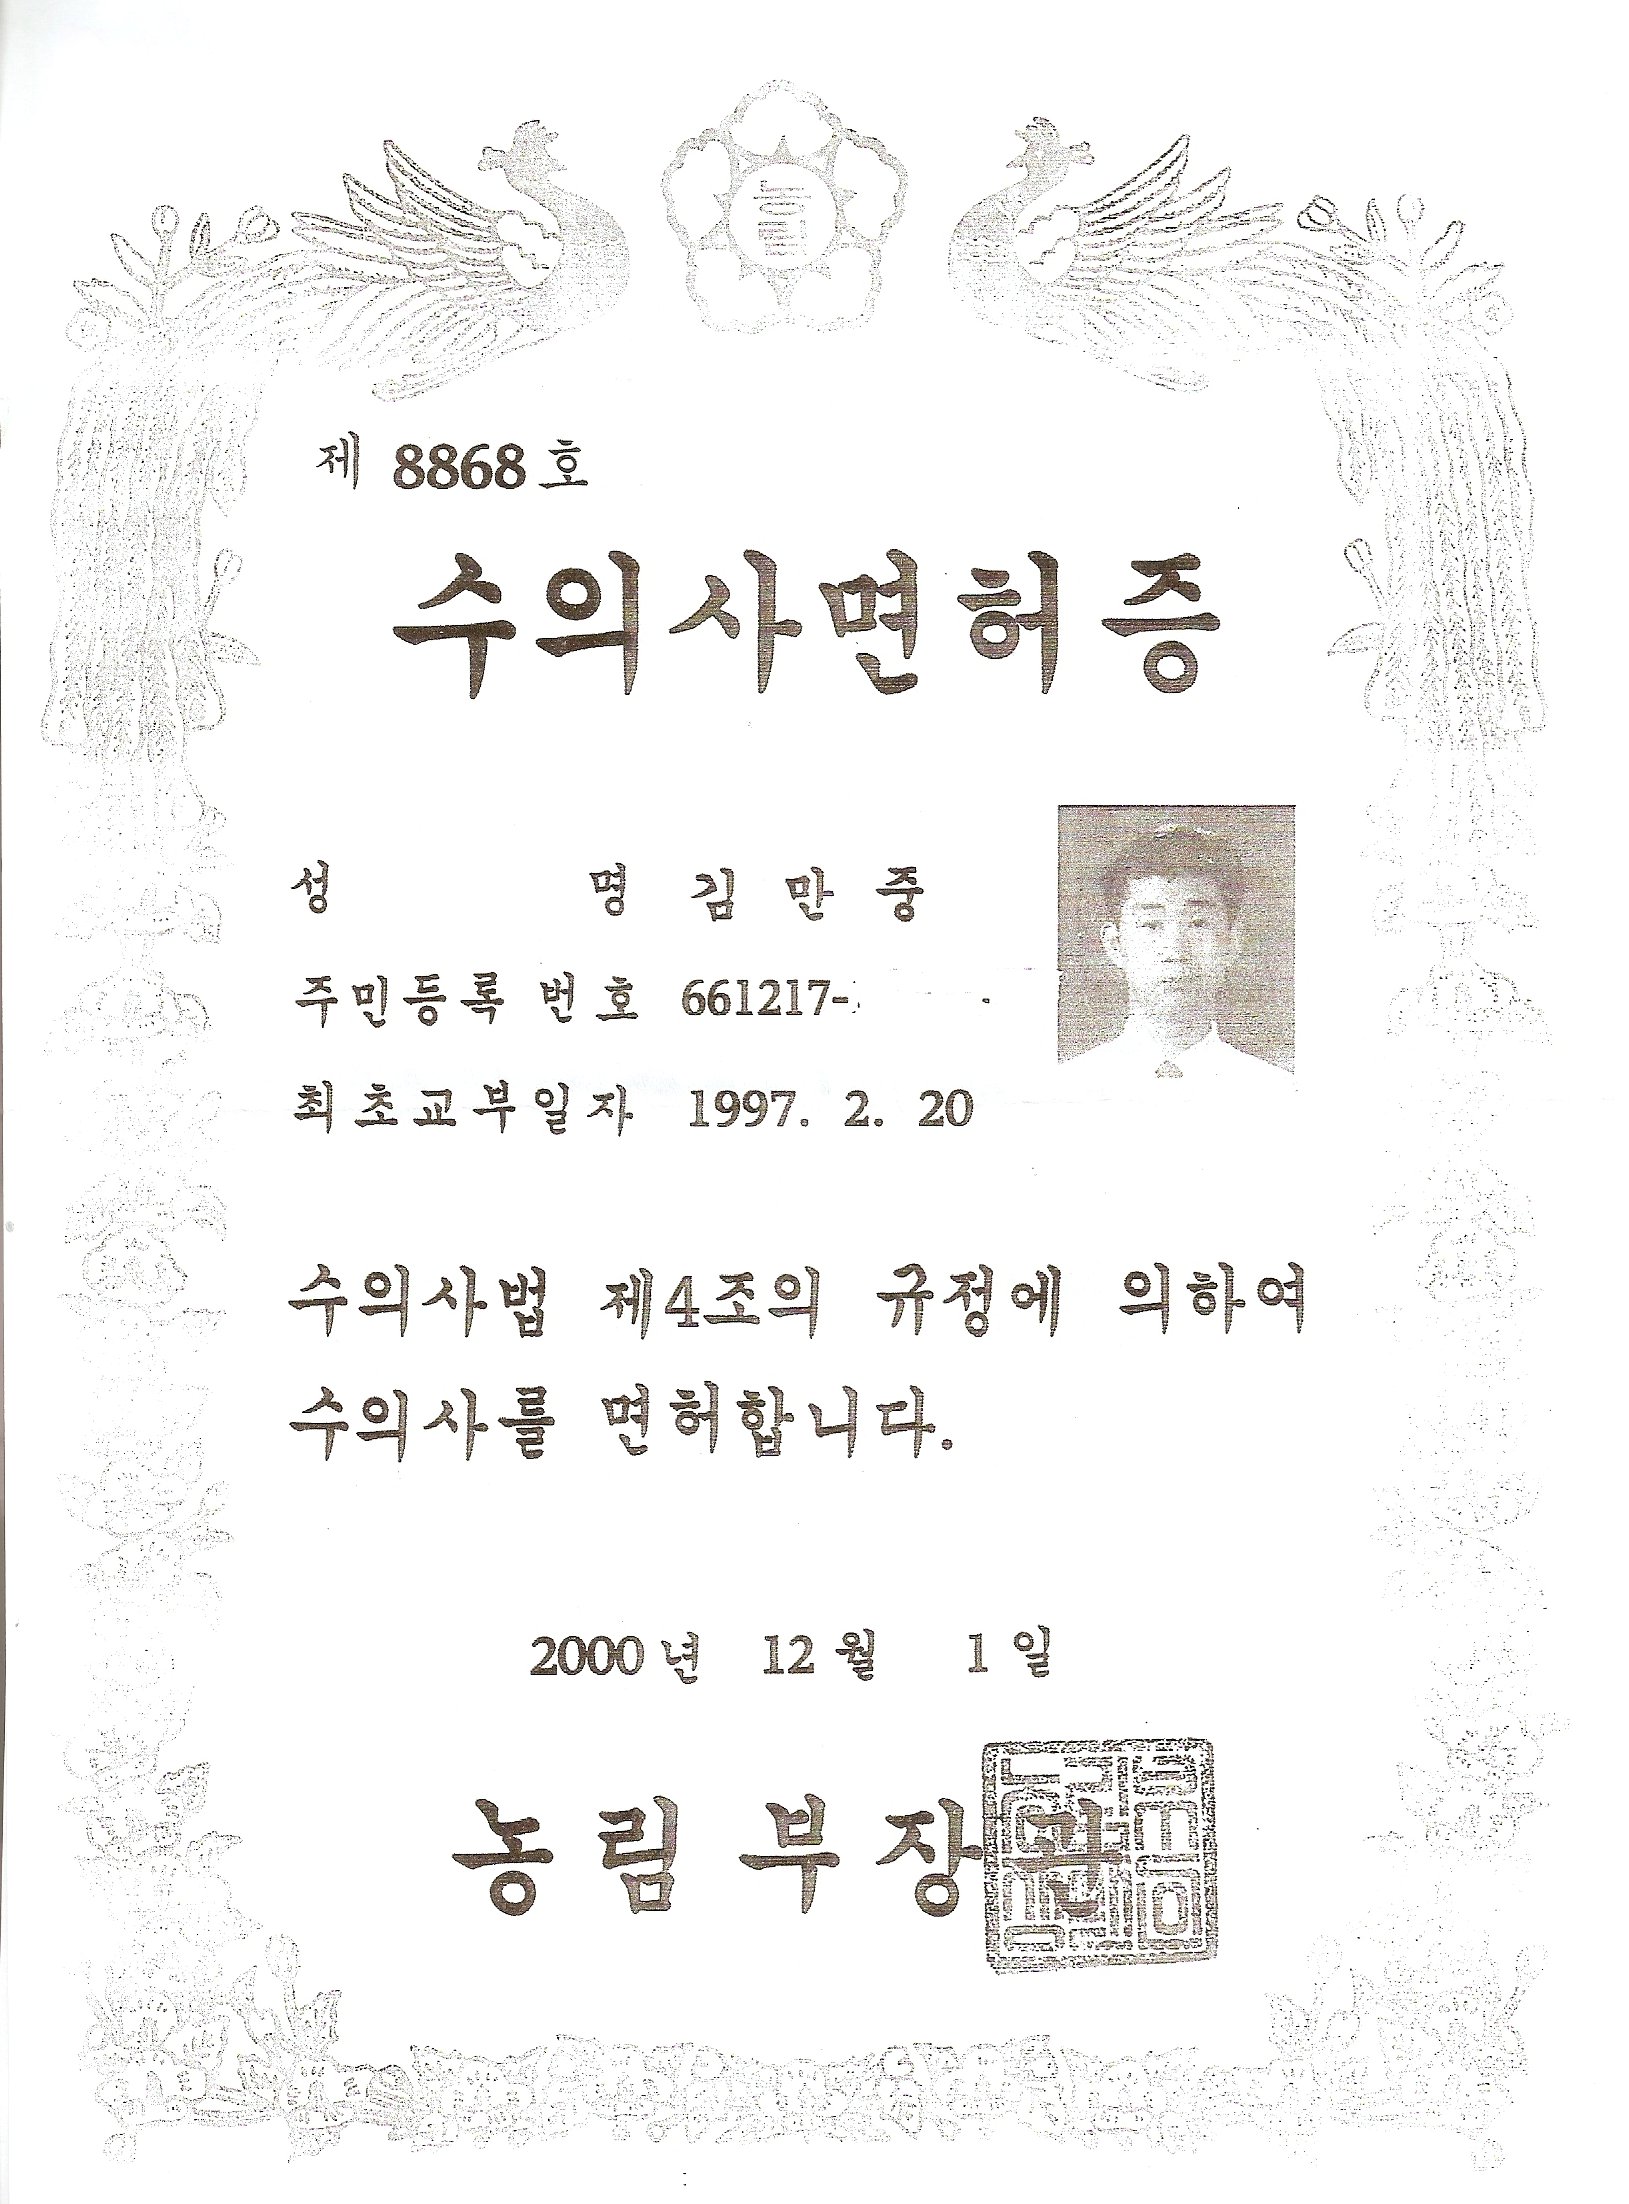 제 8868 호
수의사면허증
성 명 김 만 중
주민등록 번호 661217-
최초교부일자 1997. 2. 20
수의사법 제4조의 규정에 의하여
수의사를 면허합니다.
2000 년 12 월 1 일
농림부장관